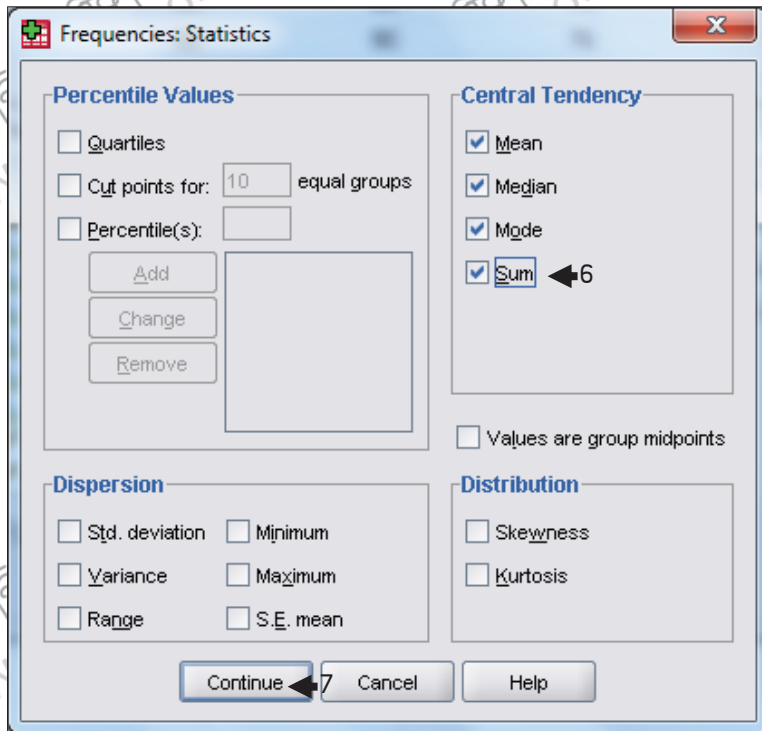 Frequencies: Statistics
Percentile Values
Quartiles
Cut points for: 10 equal groups
Percentile(s):
Add
Change
Remove
Central Tendency
Mean
Median
Mode
Sum 6
Values are group midpoints
Dispersion
Std. deviation Minimum
Variance Maximum
Range S.E. mean
Distribution
Skewness
Kurtosis
Continue 7 Cancel Help